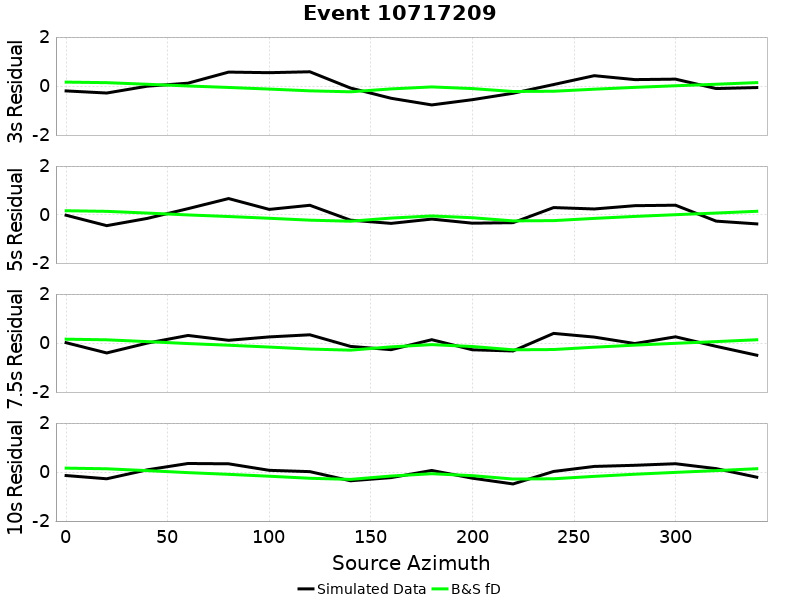 Event 10717209
2
0
-2
3s Residual
2
0
-2
5s Residual
2
0
-2
7.5s Residual
2
0
-2
10s Residual
0 50 100 150 200 250 300
Source Azimuth
Simulated Data B&S fD